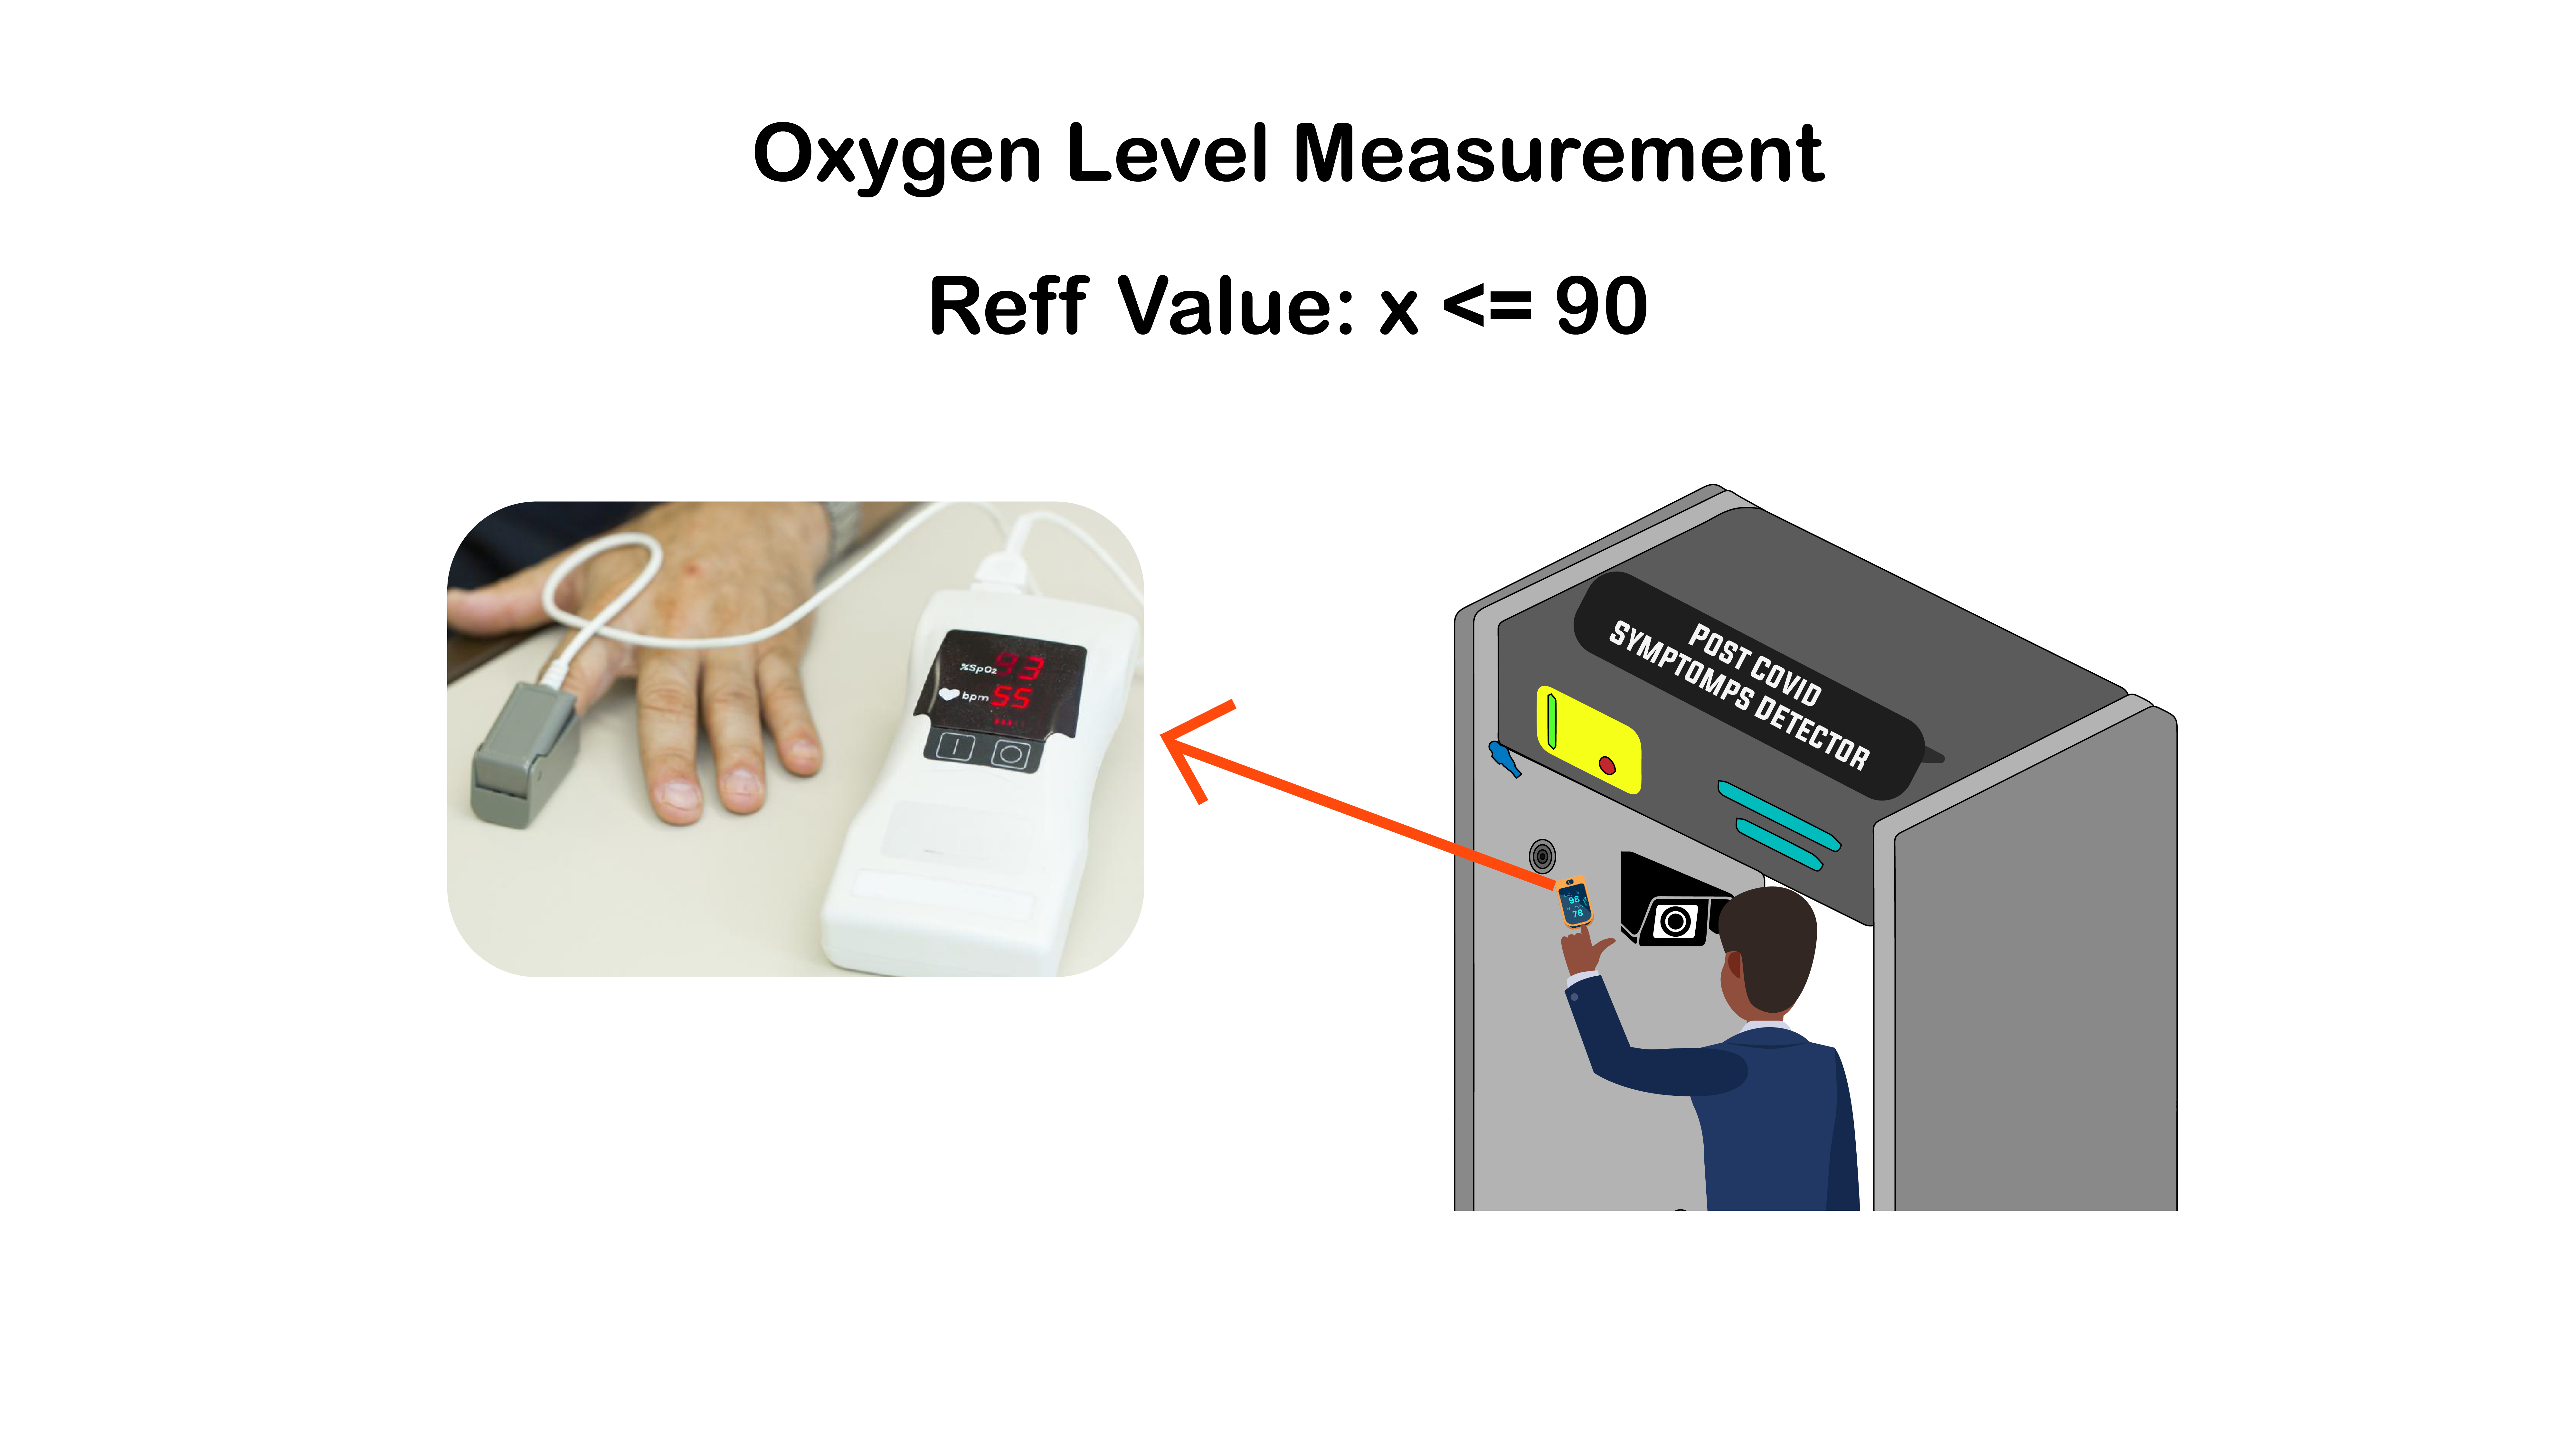 Oxygen Level Measurement
Reff Value: x <= 90
%SpO₂ 93
bpm 55
POST COVID
SYMPTOMPS DETECTOR
98
78